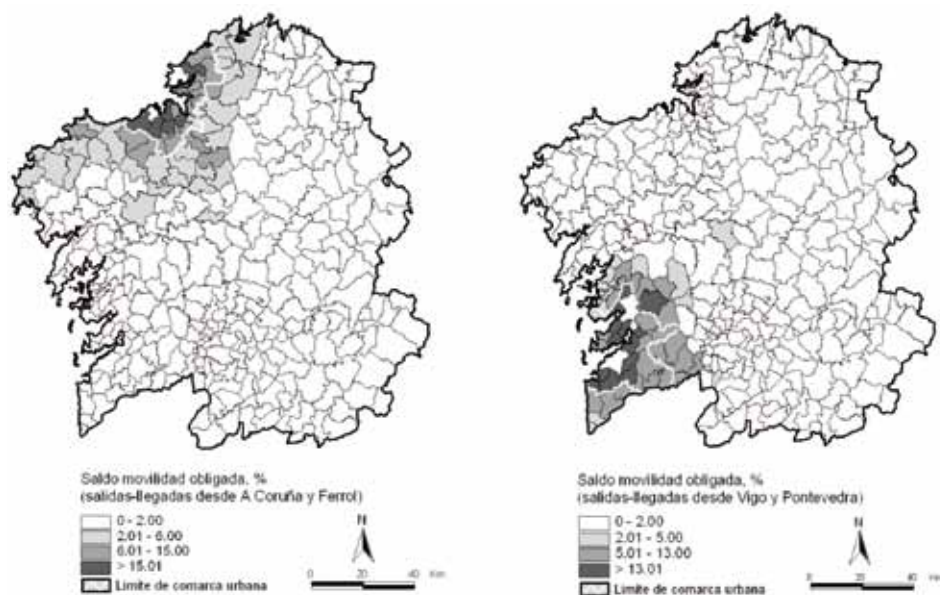 Saldo movilidad obligada, %
(salidas-llegadas desde A Coruña y Ferrol)
0 - 2.00
2.01 - 6.00
6.01 - 15.00
> 15.01
Límite de comarca urbana
N
0 20 40 Km
Saldo movilidad obligada, %
(salidas-llegadas desde Vigo y Pontevedra)
0 - 2.00
2.01 - 5.00
5.01 - 13.00
> 13.01
Límite de comarca urbana
N
0 20 40